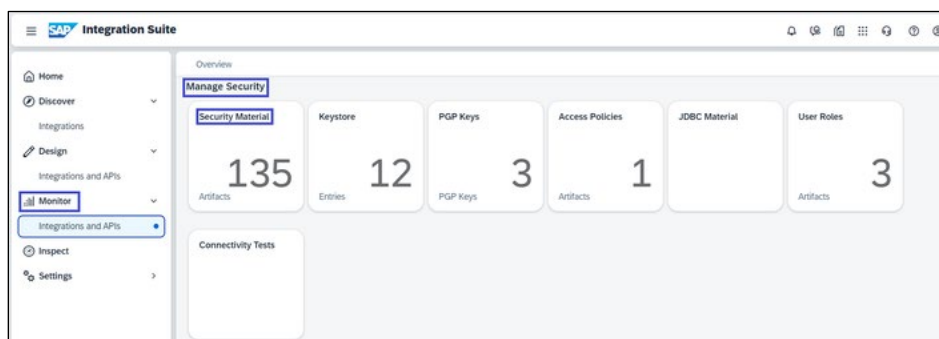 SAP Integration Suite
Home
Discover
Integrations
Design
Integrations and APIs
Monitor
Integrations and APIs
Inspect
Settings
Overview
Manage Security
Security Material
135
Artifacts
Keystore
12
Entries
PGP Keys
3
PGP Keys
Access Policies
1
Artifacts
JDBC Material
User Roles
3
Artifacts
Connectivity Tests